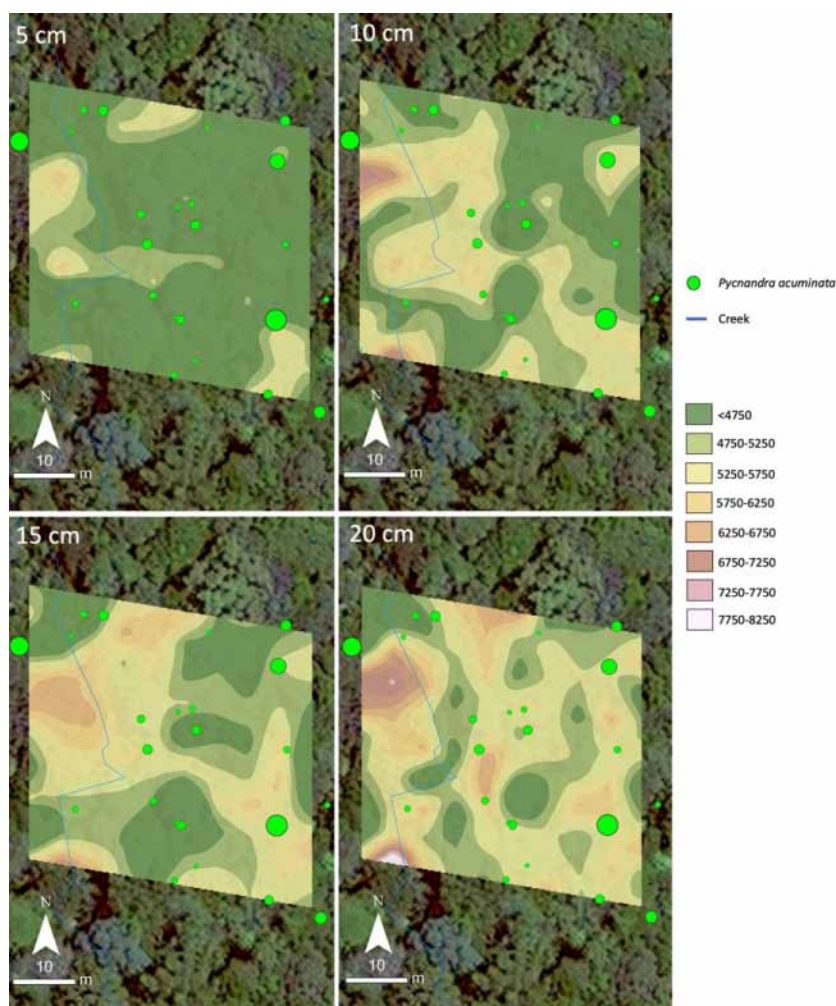 5 cm
10 cm
Pycnandra acuminata
Creek
<4750
4750-5250
5250-5750
5750-6250
6250-6750
6750-7250
7250-7750
7750-8250
N
10
m
N
10
m
15 cm
20 cm
N
10
m
N
10
m